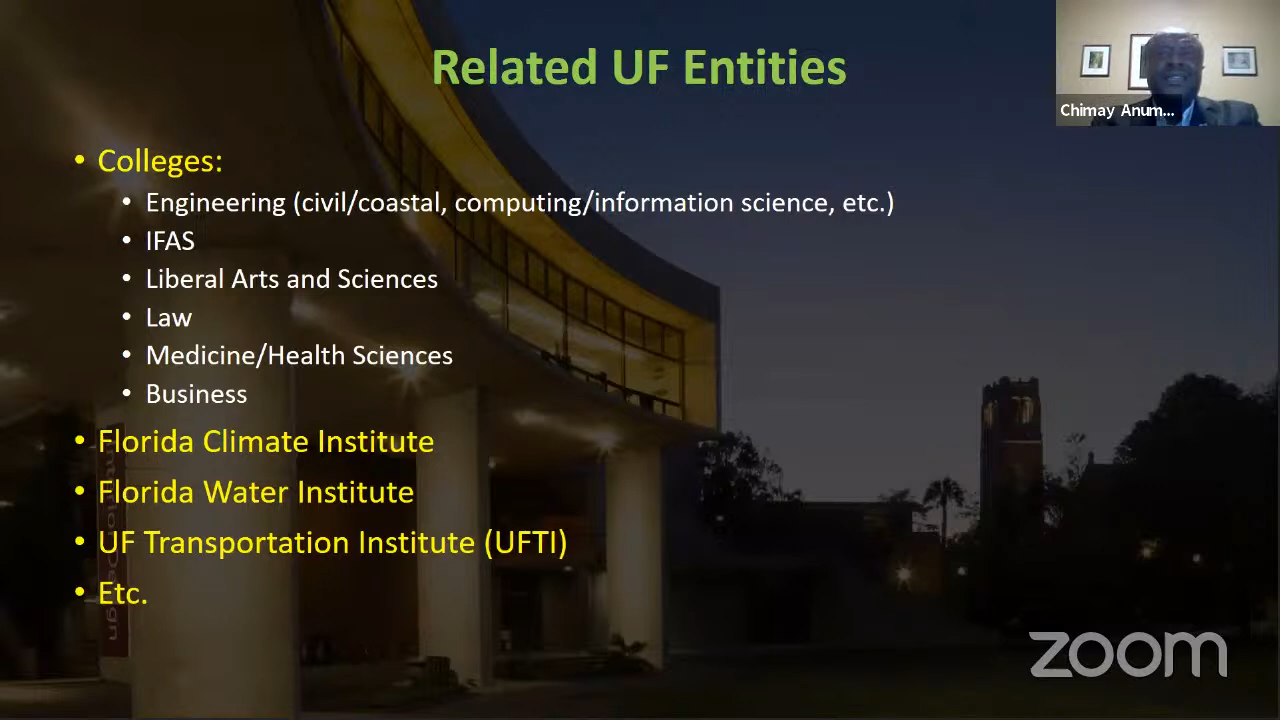 Related UF Entities
Chimay Anum...
• Colleges:
• Engineering (civil/coastal, computing/information science, etc.)
• IFAS
• Liberal Arts and Sciences
• Law
• Medicine/Health Sciences
• Business
• Florida Climate Institute
• Florida Water Institute
• UF Transportation Institute (UFTI)
• Etc.
zoom